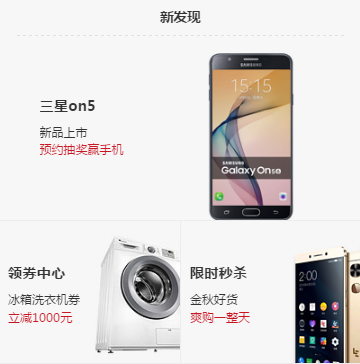 新发现
三星on5
新品上市
预约抽奖赢手机
SAMSUNG
15:15
SAMSUNG
Galaxy On5
领券中心
冰箱洗衣机券
立减1000元
限时秒杀
金秋好货
爽购一整天